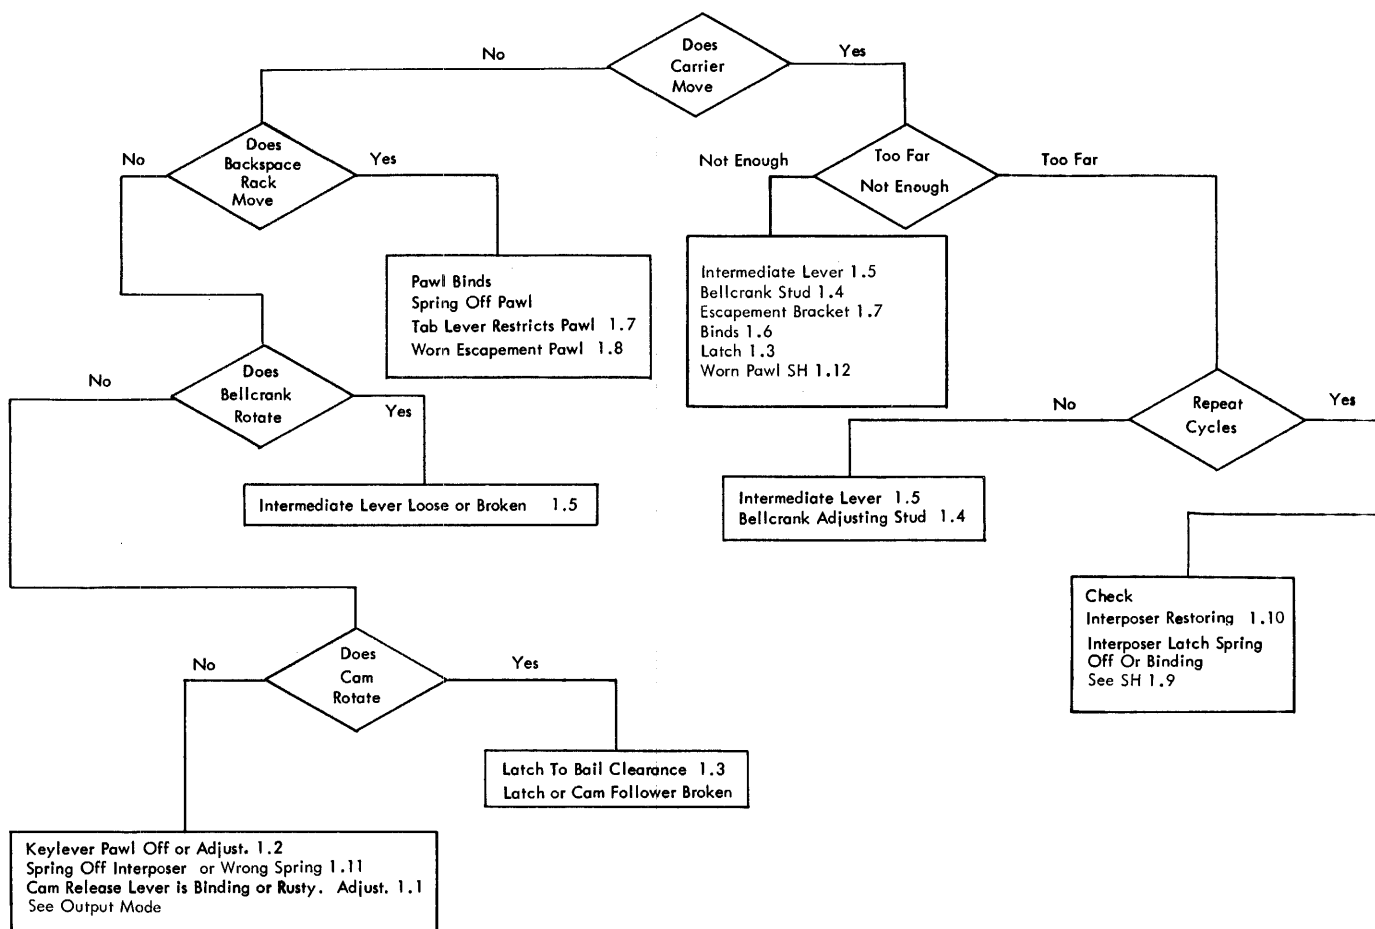 Does
Carrier
Move
No
Yes
Does
Backspace
Rack
Move
No
Yes
Too Far
Not Enough
Not Enough
Too Far
Pawl Binds
Spring Off Pawl
Tab Lever Restricts Pawl 1.7
Worn Escapement Pawl 1.8
Intermediate Lever 1.5
Bellcrank Stud 1.4
Escapement Bracket 1.7
Binds 1.6
Latch 1.3
Worn Pawl SH 1.12
Does
Bellcrank
Rotate
No
Yes
Repeat
Cycles
No
Yes
Intermediate Lever Loose or Broken 1.5
Intermediate Lever 1.5
Bellcrank Adjusting Stud 1.4
Check
Interposer Restoring 1.10
Interposer Latch Spring
Off Or Binding
See SH 1.9
Does
Cam
Rotate
No
Yes
Latch To Bail Clearance 1.3
Latch or Cam Follower Broken
Keylever Pawl Off or Adjust. 1.2
Spring Off Interposer or Wrong Spring 1.11
Cam Release Lever is Binding or Rusty. Adjust. 1.1
See Output Mode